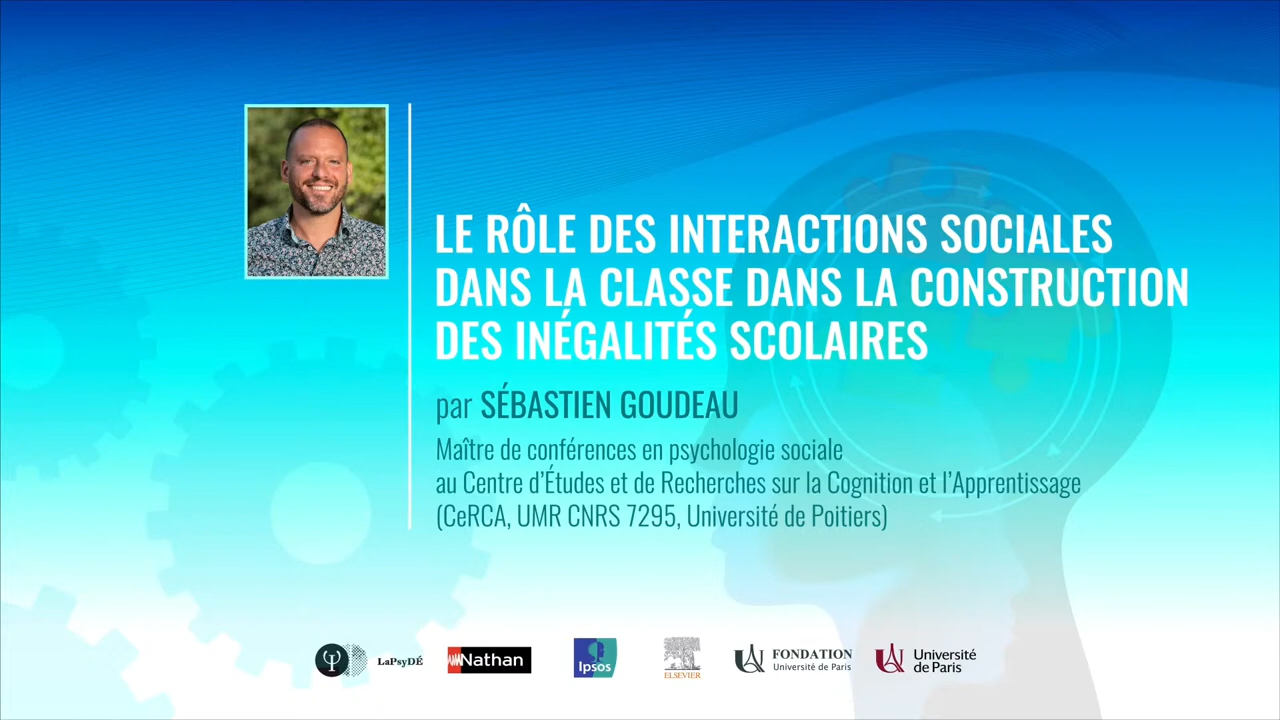 LE RÔLE DES INTERACTIONS SOCIALES
DANS LA CLASSE DANS LA CONSTRUCTION
DES INÉGALITÉS SCOLAIRES
par SÉBASTIEN GOUDEAU
Maître de conférences en psychologie sociale
au Centre d'Études et de Recherches sur la Cognition et l'Apprentissage
(CeRCA, UMR CNRS 7295, Université de Poitiers)
LaPsyDÉ
Nathan
Ipsos
ELSEVIER
FONDATION
Université de Paris
Université
de Paris